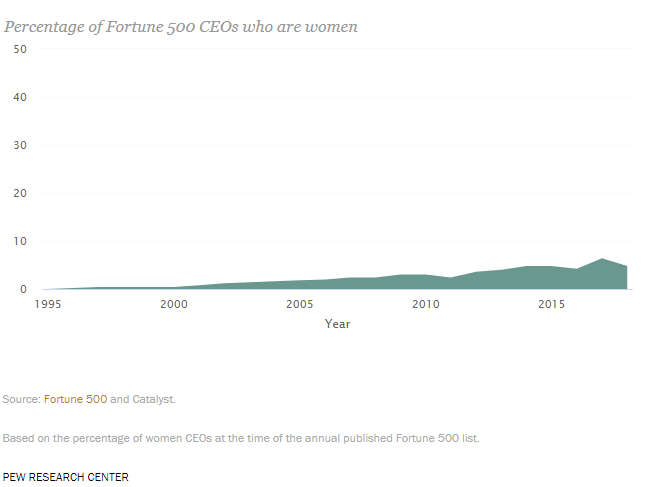 Percentage of Fortune 500 CEOs who are women
50
40
30
20
10
0
1995 2000 2005 2010 2015
Year
Source: Fortune 500 and Catalyst.
Based on the percentage of women CEOs at the time of the annual published Fortune 500 list.
PEW RESEARCH CENTER